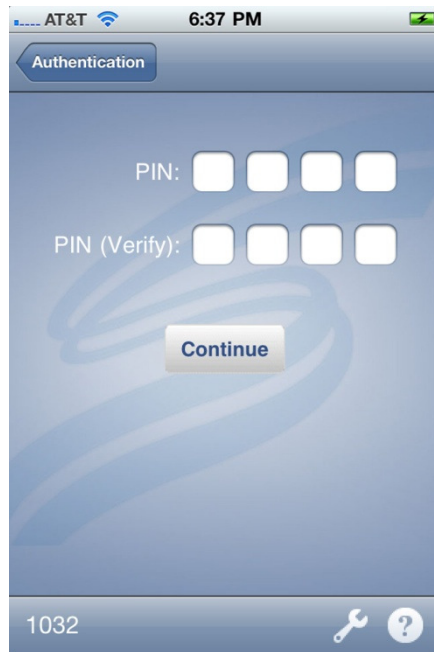 AT&T 6:37 PM
Authentication
PIN:
PIN (Verify):
Continue
1032
?